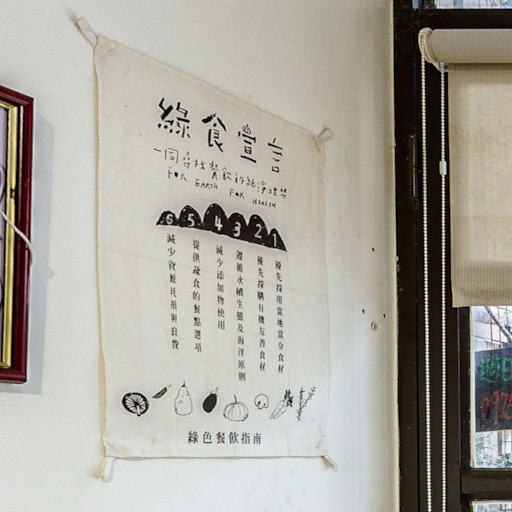 綠食宣言
一同尋找餐飲的純淨環境
FOR EARTH FOR HEALTH
1 優先採用當地當令食材
2 優先採購有機友善食材
3 遵循永續生態及海洋原則
4 減少添加物使用
5 提供蔬食的餐點選項
6 減少資源耗損與浪費
綠色餐飲指南